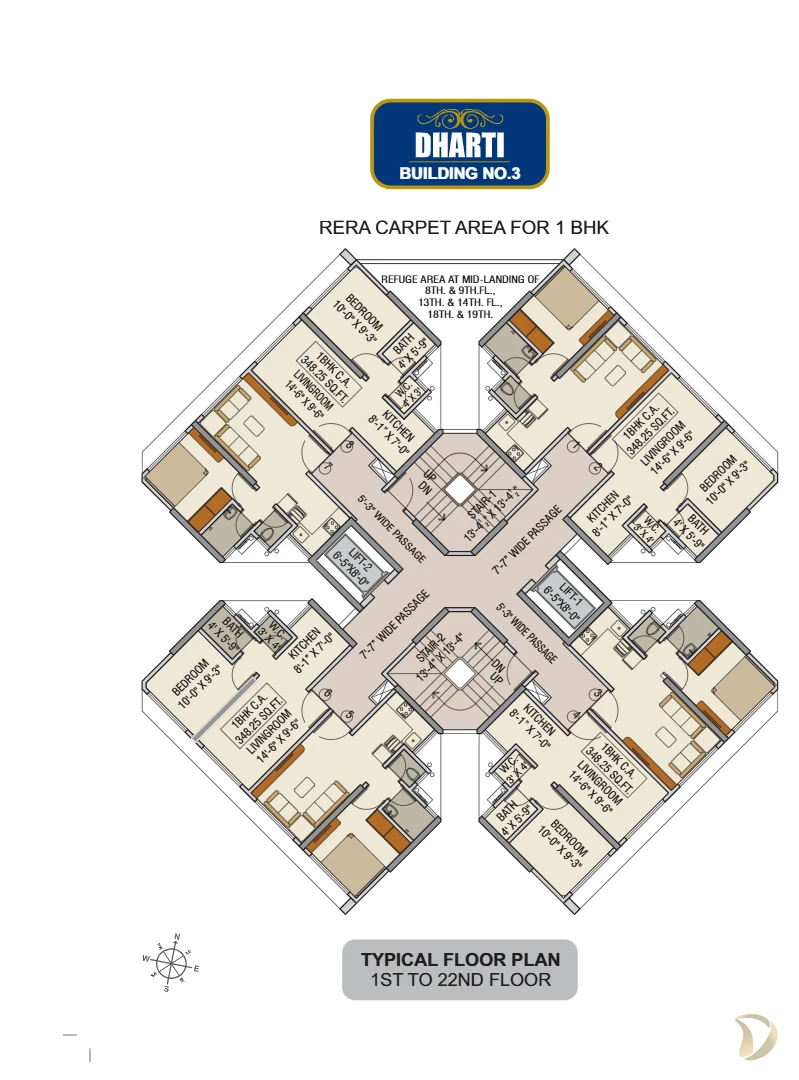 DHARTI
BUILDING NO.3
RERA CARPET AREA FOR 1 BHK
REFUGE AREA AT MID-LANDING OF
8TH. & 9TH.FL.,
13TH. & 14TH. FL.,
18TH. & 19TH.
BEDROOM
10'-0" X 9'-3"
BATH
4' X 5'-9"
W.C.
4' X 3'
1BHK C.A.
348.25 SQ.FT.
LIVINGROOM
14'-6" X 9'-6"
KITCHEN
8'-1" X 7'-0"
1BHK C.A.
348.25 SQ.FT.
LIVINGROOM
14'-6" X 9'-6"
BEDROOM
10'-0" X 9'-3"
KITCHEN
8'-1" X 7'-0"
W.C.
3' X 4'
BATH
4' X 5'-9"
8
7
1
2
UP
DN
STAIR-1
13'-4" X 13'-4"
5'-3" WIDE PASSAGE
7'-7" WIDE PASSAGE
LIFT-2
6'-5"X8'-0"
LIFT-1
6'-5"X8'-0"
7'-7" WIDE PASSAGE
5'-3" WIDE PASSAGE
STAIR-2
13'-4" X 13'-4"
DN
UP
BATH
4' X 5'-9"
W.C.
3' X 4'
KITCHEN
8'-1" X 7'-0"
BEDROOM
10'-0" X 9'-3"
1BHK C.A.
348.25 SQ.FT.
LIVINGROOM
14'-6" X 9'-6"
6
5
3
4
KITCHEN
8'-1" X 7'-0"
W.C.
3' X 4'
BATH
4' X 5'-9"
1BHK C.A.
348.25 SQ.FT.
LIVINGROOM
14'-6" X 9'-6"
BEDROOM
10'-0" X 9'-3"
N
W
E
S
TYPICAL FLOOR PLAN
1ST TO 22ND FLOOR